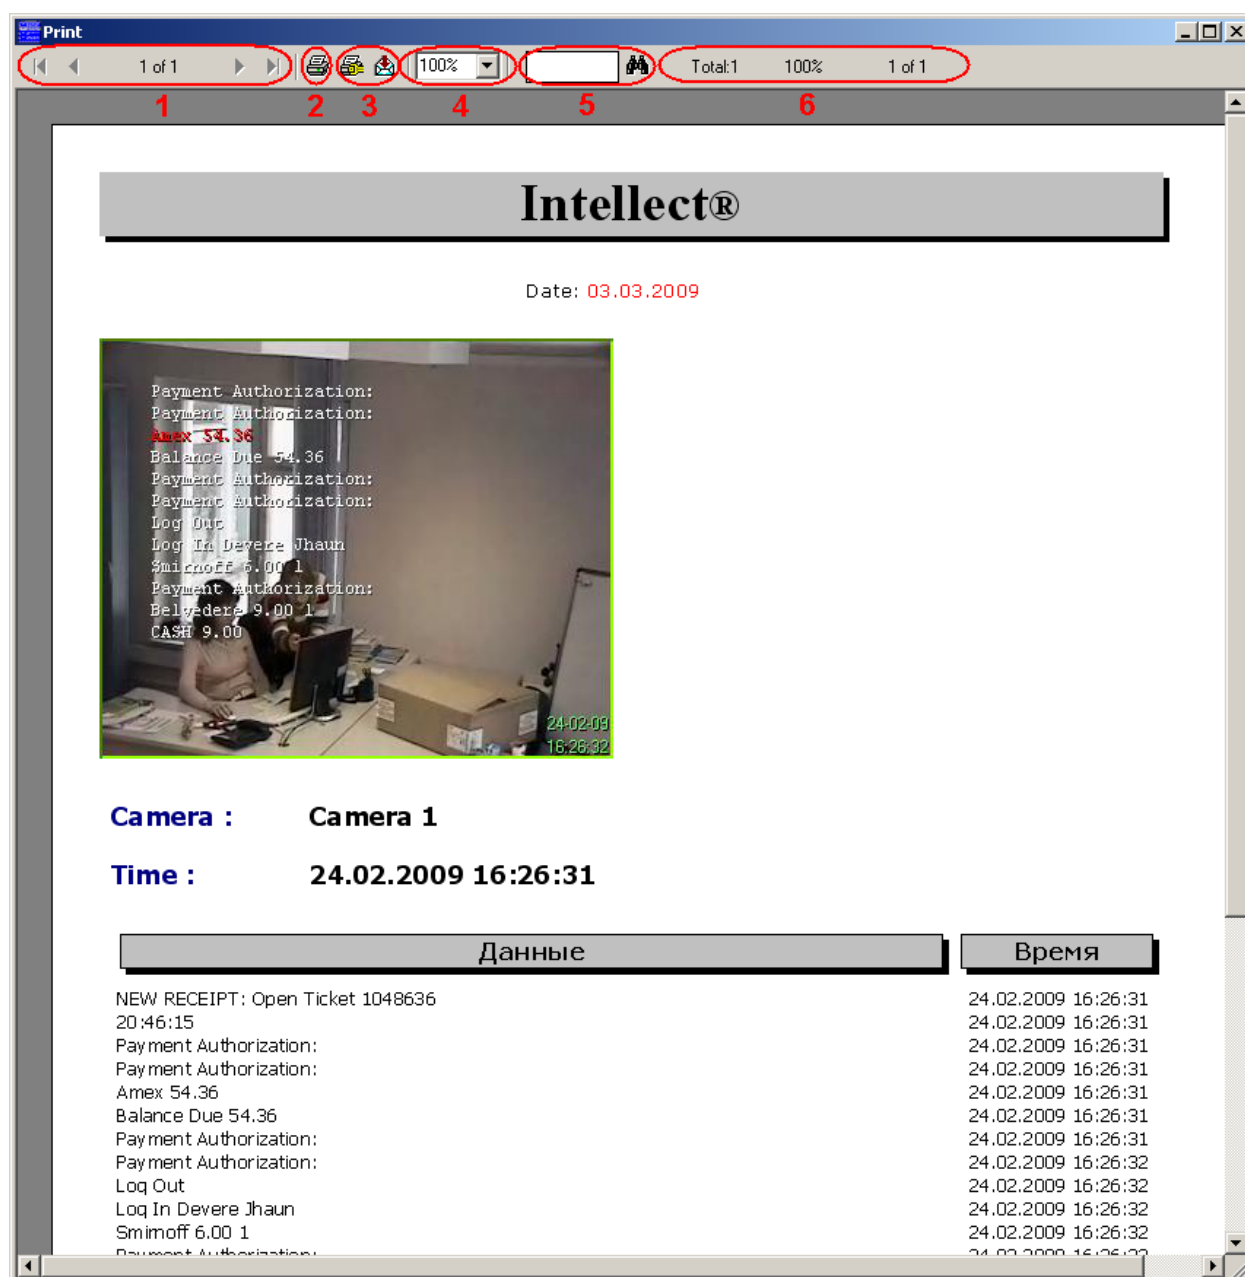 Print
1 of 1
100%
Total:1 100% 1 of 1
1 2 3 4 5 6
Intellect®
Date: 03.03.2009
Payment Authorization:
Payment Authorization:
Amex 54.36
Balance Due 54.36
Payment Authorization:
Payment Authorization:
Log Out
Log In Devere Jhaun
Smirnoff 6.00 1
Payment Authorization:
Belvedere 9.00 1
CASH 9.00
24-02-09
16:26:32
Camera : Camera 1
Time : 24.02.2009 16:26:31
Данные Время
NEW RECEIPT: Open Ticket 1048636 24.02.2009 16:26:31
20:46:15 24.02.2009 16:26:31
Payment Authorization: 24.02.2009 16:26:31
Payment Authorization: 24.02.2009 16:26:31
Amex 54.36 24.02.2009 16:26:31
Balance Due 54.36 24.02.2009 16:26:31
Payment Authorization: 24.02.2009 16:26:31
Payment Authorization: 24.02.2009 16:26:32
Log Out 24.02.2009 16:26:32
Log In Devere Jhaun 24.02.2009 16:26:32
Smirnoff 6.00 1 24.02.2009 16:26:32
Payment Authorization: 24.02.2009 16:26:32